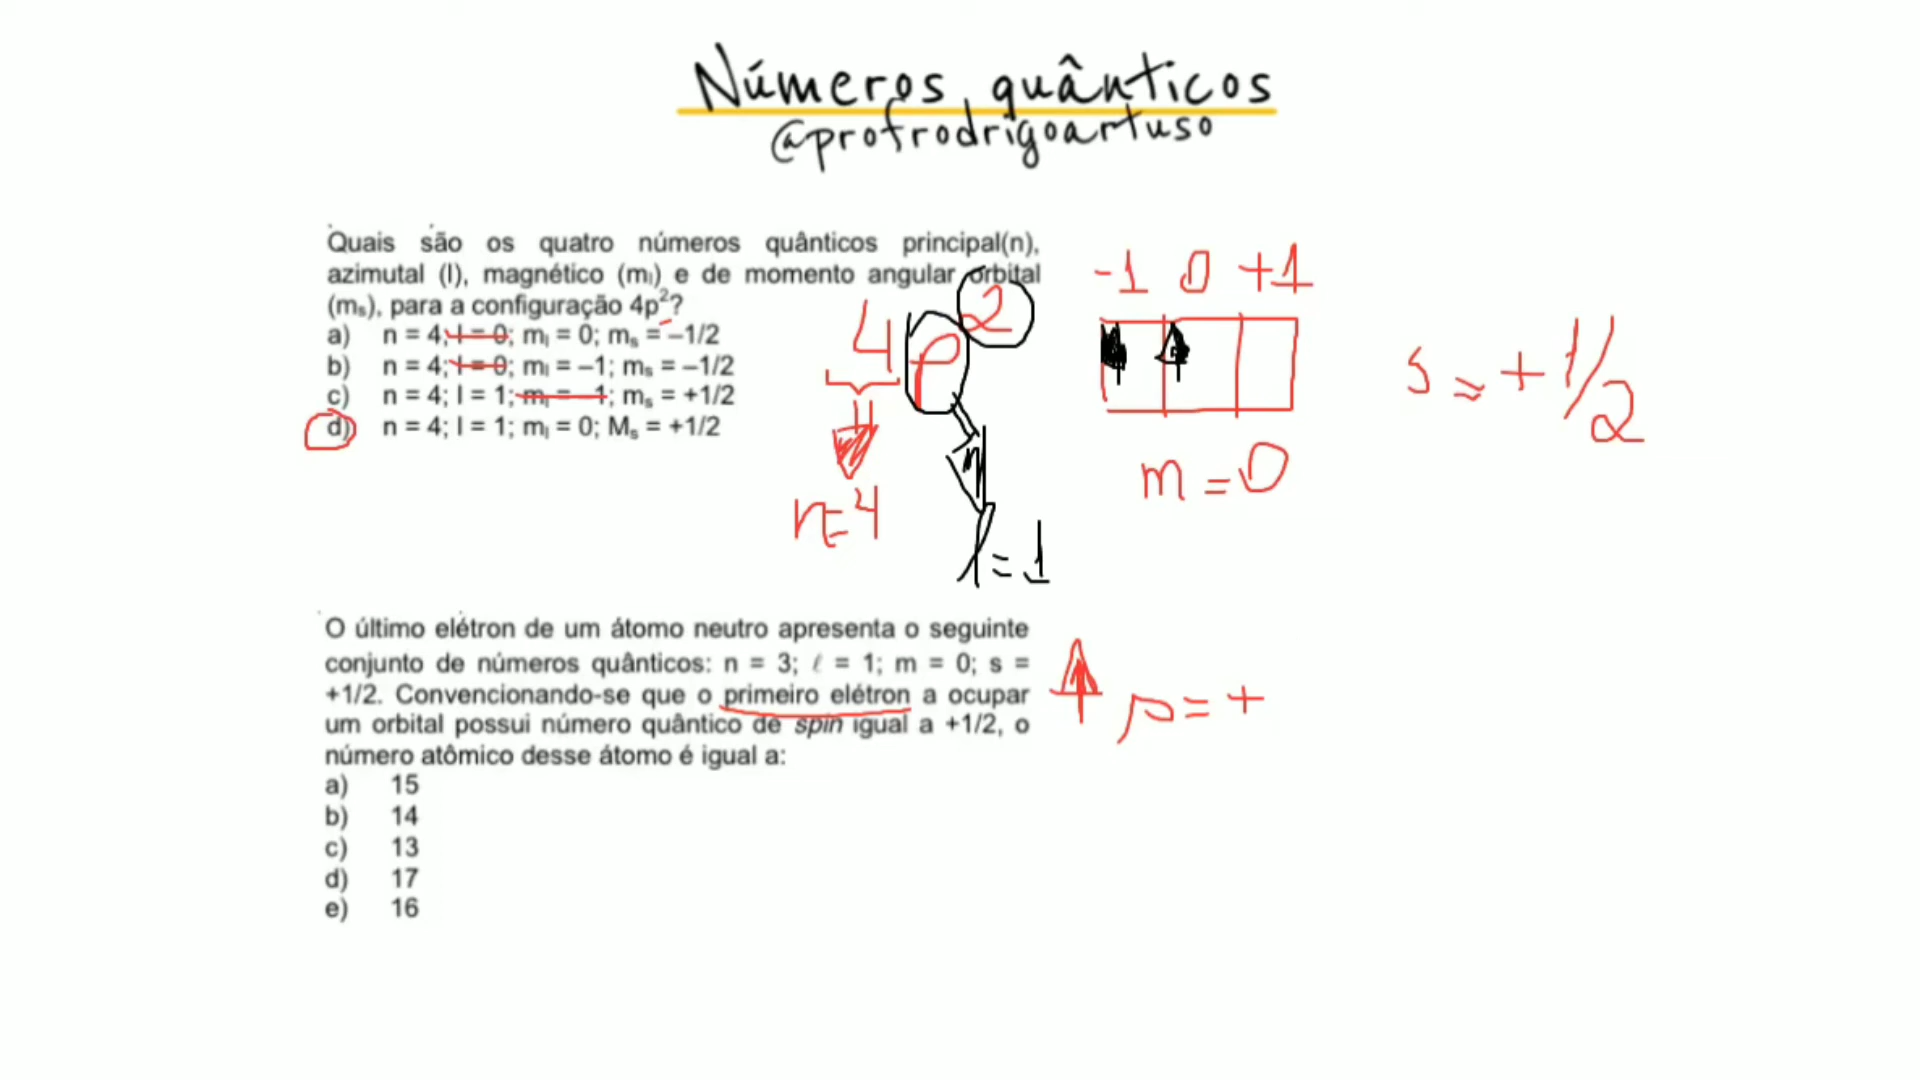 Números quânticos
@profrodrigoartuso
Quais são os quatro números quânticos principal(n),
azimutal (l), magnético (mₗ) e de momento angular orbital
(mₛ), para a configuração 4p²?
a) n = 4; l = 0; mₗ = 0; mₛ = –1/2
b) n = 4; l = 0; mₗ = –1; mₛ = –1/2
c) n = 4; l = 1; mₗ = –1; mₛ = +1/2
d) n = 4; l = 1; mₗ = 0; Mₛ = +1/2
4p²
n=4
l=1
-1 0 +1
m=0
s=+1/2
O último elétron de um átomo neutro apresenta o seguinte
conjunto de números quânticos: n = 3; ℓ = 1; m = 0; s =
+1/2. Convencionando-se que o primeiro elétron a ocupar
um orbital possui número quântico de spin igual a +1/2, o
número atômico desse átomo é igual a:
a) 15
b) 14
c) 13
d) 17
e) 16
= +